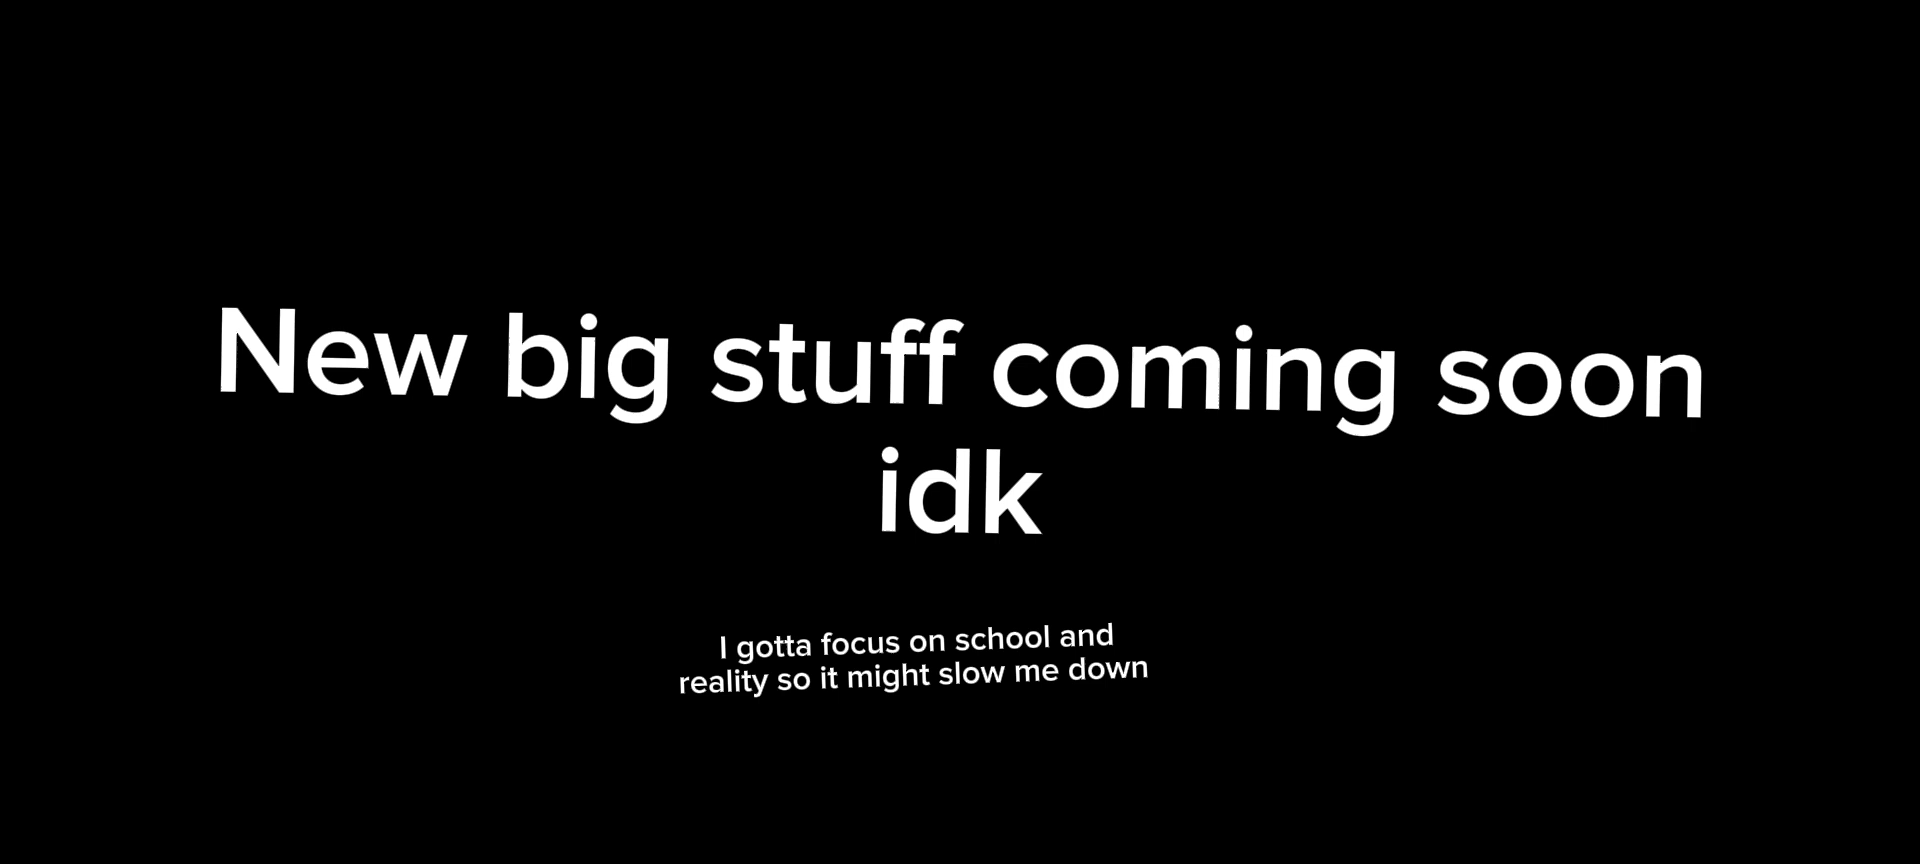 New big stuff coming soon
idk
I gotta focus on school and
reality so it might slow me down